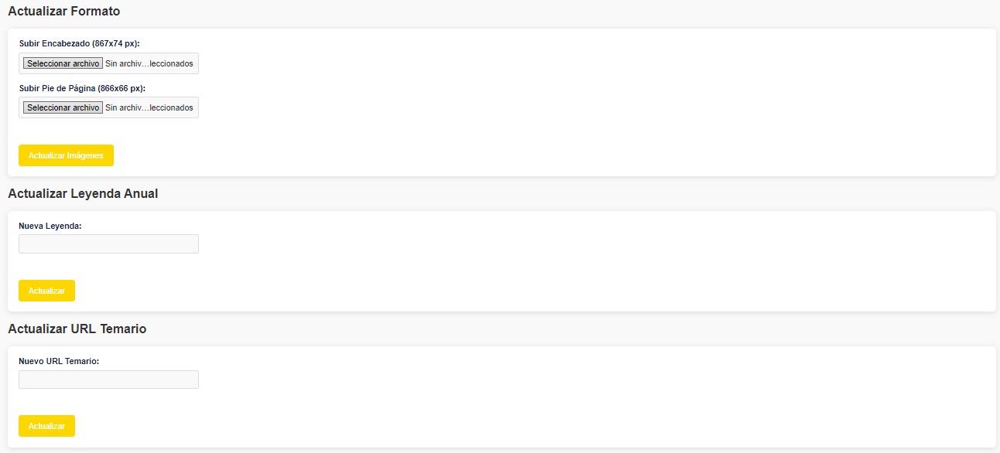 Actualizar Formato
Subir Encabezado (867x74 px):
Seleccionar archivo Sin archiv…leccionados
Subir Pie de Página (866x66 px):
Seleccionar archivo Sin archiv…leccionados
Actualizar Imágenes
Actualizar Leyenda Anual
Nueva Leyenda:
Actualizar
Actualizar URL Temario
Nuevo URL Temario:
Actualizar